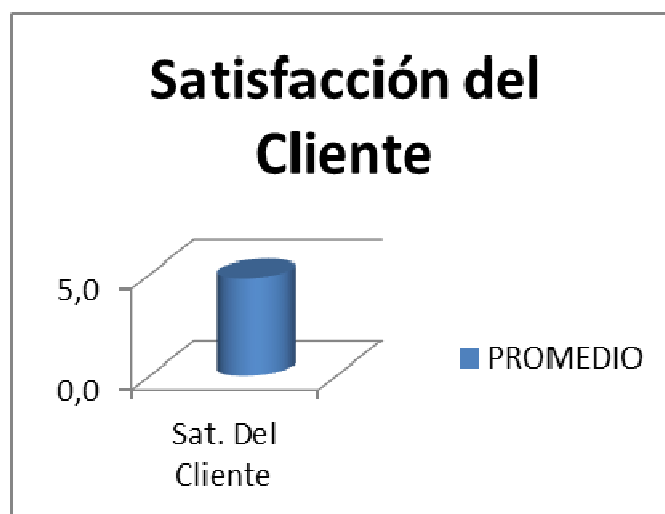 Satisfacción del
Cliente
5,0
0,0
Sat. Del
Cliente
PROMEDIO